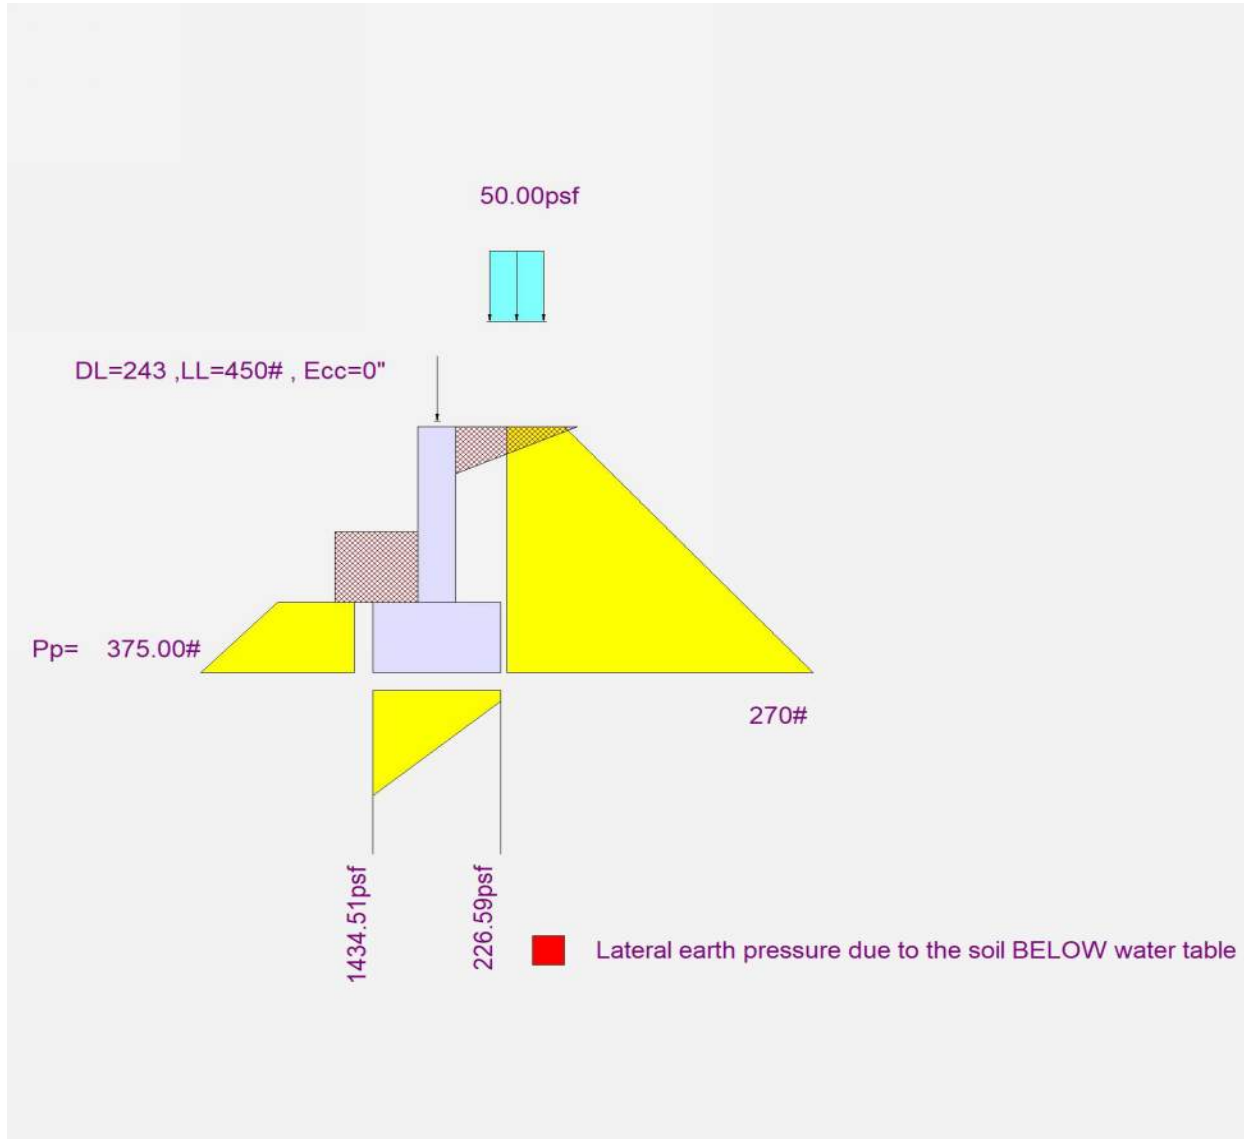 50.00psf
DL=243 ,LL=450# , Ecc=0"
Pp= 375.00#
270#
1434.51psf
226.59psf
Lateral earth pressure due to the soil BELOW water table